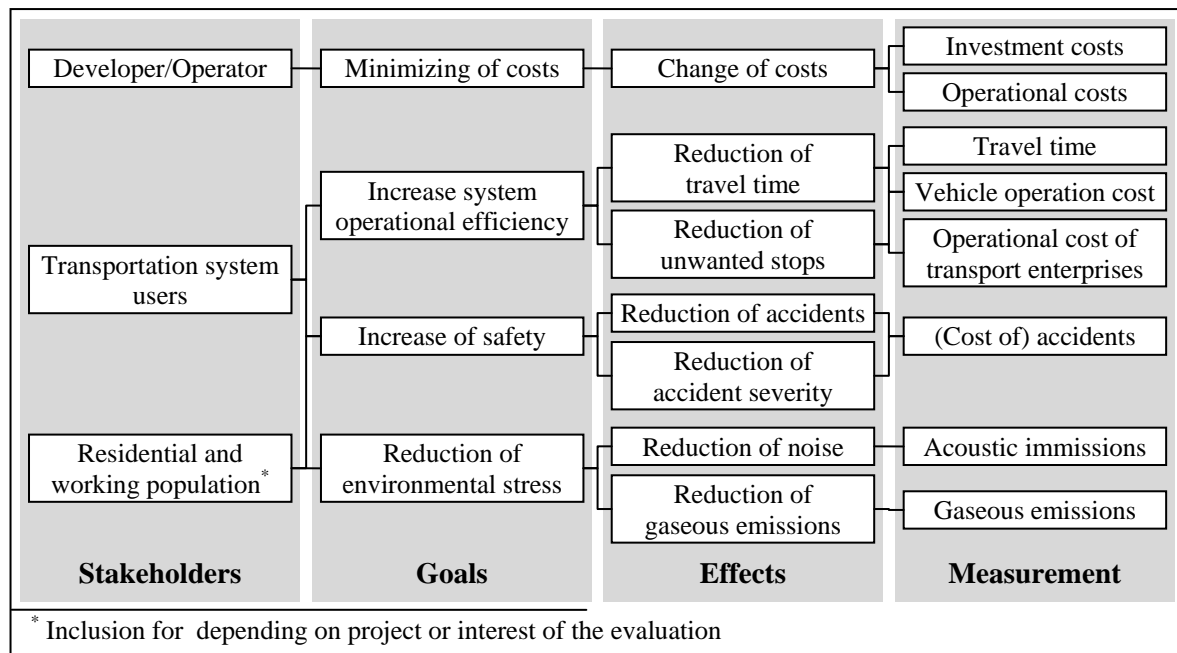 Developer/Operator
Minimizing of costs
Change of costs
Investment costs
Operational costs
Transportation system
users
Increase system
operational efficiency
Reduction of
travel time
Reduction of
unwanted stops
Travel time
Vehicle operation cost
Operational cost of
transport enterprises
Increase of safety
Reduction of accidents
Reduction of
accident severity
(Cost of) accidents
Residential and
working population*
Reduction of
environmental stress
Reduction of noise
Acoustic immissions
Reduction of
gaseous emissions
Gaseous emissions
Stakeholders
Goals
Effects
Measurement
* Inclusion for depending on project or interest of the evaluation